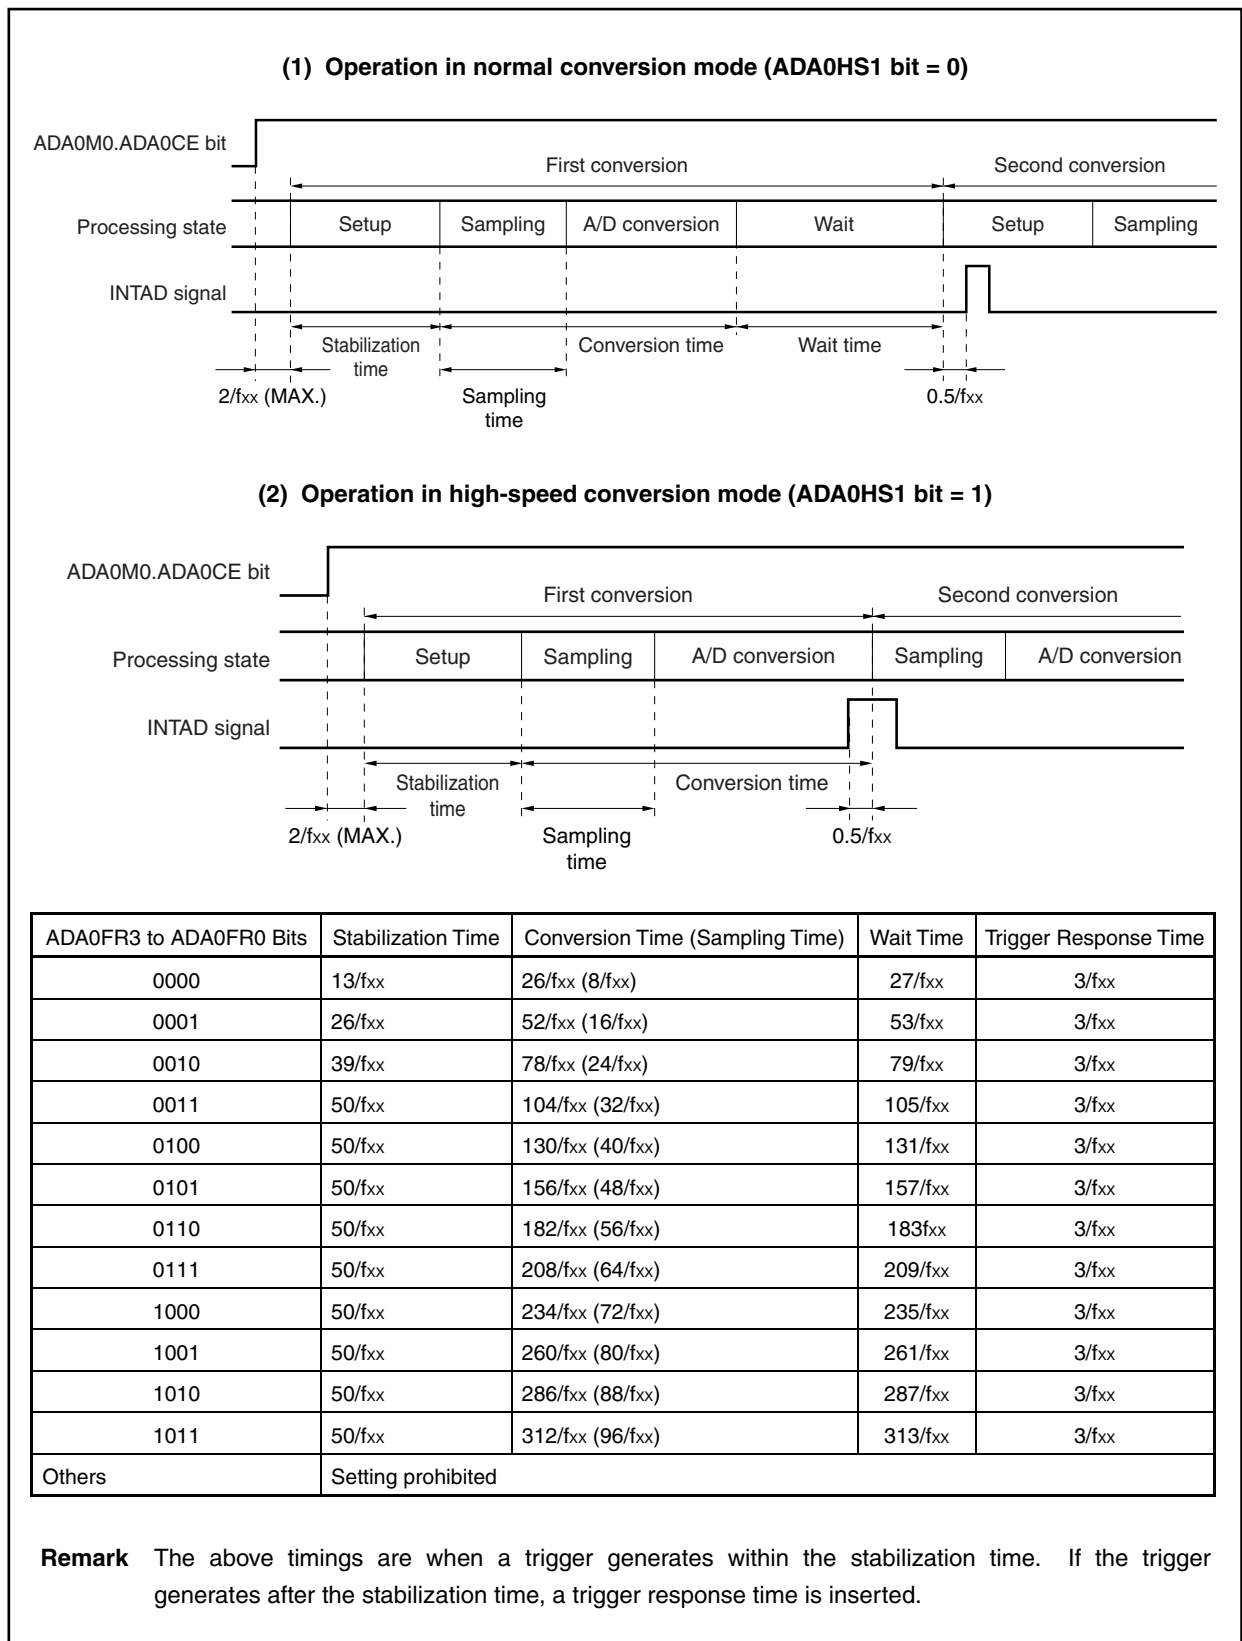 (1) Operation in normal conversion mode (ADA0HS1 bit = 0)
ADA0M0.ADA0CE bit
First conversion
Second conversion
Processing state
Setup
Sampling
A/D conversion
Wait
Setup
Sampling
INTAD signal
Stabilization
time
Conversion time
Wait time
2/fxx (MAX.)
Sampling
time
0.5/fxx
(2) Operation in high-speed conversion mode (ADA0HS1 bit = 1)
ADA0M0.ADA0CE bit
First conversion
Second conversion
Processing state
Setup
Sampling
A/D conversion
Sampling
A/D conversion
INTAD signal
Stabilization
time
Conversion time
2/fxx (MAX.)
Sampling
time
0.5/fxx
ADA0FR3 to ADA0FR0 Bits Stabilization Time Conversion Time (Sampling Time) Wait Time Trigger Response Time
0000 13/fxx 26/fxx (8/fxx) 27/fxx 3/fxx
0001 26/fxx 52/fxx (16/fxx) 53/fxx 3/fxx
0010 39/fxx 78/fxx (24/fxx) 79/fxx 3/fxx
0011 50/fxx 104/fxx (32/fxx) 105/fxx 3/fxx
0100 50/fxx 130/fxx (40/fxx) 131/fxx 3/fxx
0101 50/fxx 156/fxx (48/fxx) 157/fxx 3/fxx
0110 50/fxx 182/fxx (56/fxx) 183fxx 3/fxx
0111 50/fxx 208/fxx (64/fxx) 209/fxx 3/fxx
1000 50/fxx 234/fxx (72/fxx) 235/fxx 3/fxx
1001 50/fxx 260/fxx (80/fxx) 261/fxx 3/fxx
1010 50/fxx 286/fxx (88/fxx) 287/fxx 3/fxx
1011 50/fxx 312/fxx (96/fxx) 313/fxx 3/fxx
Others Setting prohibited
Remark The above timings are when a trigger generates within the stabilization time. If the trigger
generates after the stabilization time, a trigger response time is inserted.